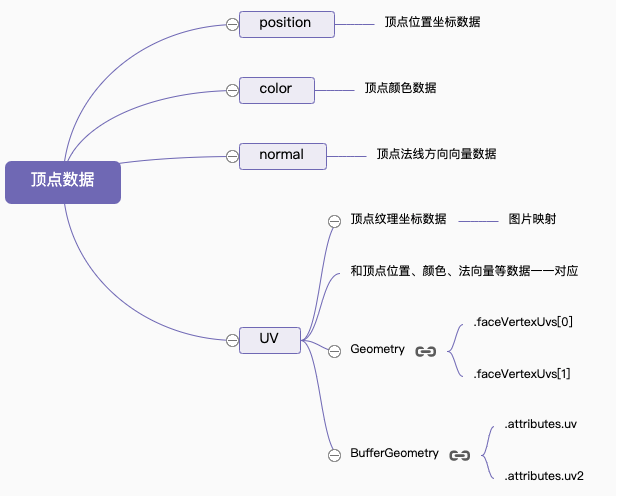 顶点数据
position
顶点位置坐标数据
color
顶点颜色数据
normal
顶点法线方向向量数据
UV
顶点纹理坐标数据
图片映射
和顶点位置、颜色、法向量等数据一一对应
Geometry
.faceVertexUvs[0]
.faceVertexUvs[1]
BufferGeometry
.attributes.uv
.attributes.uv2